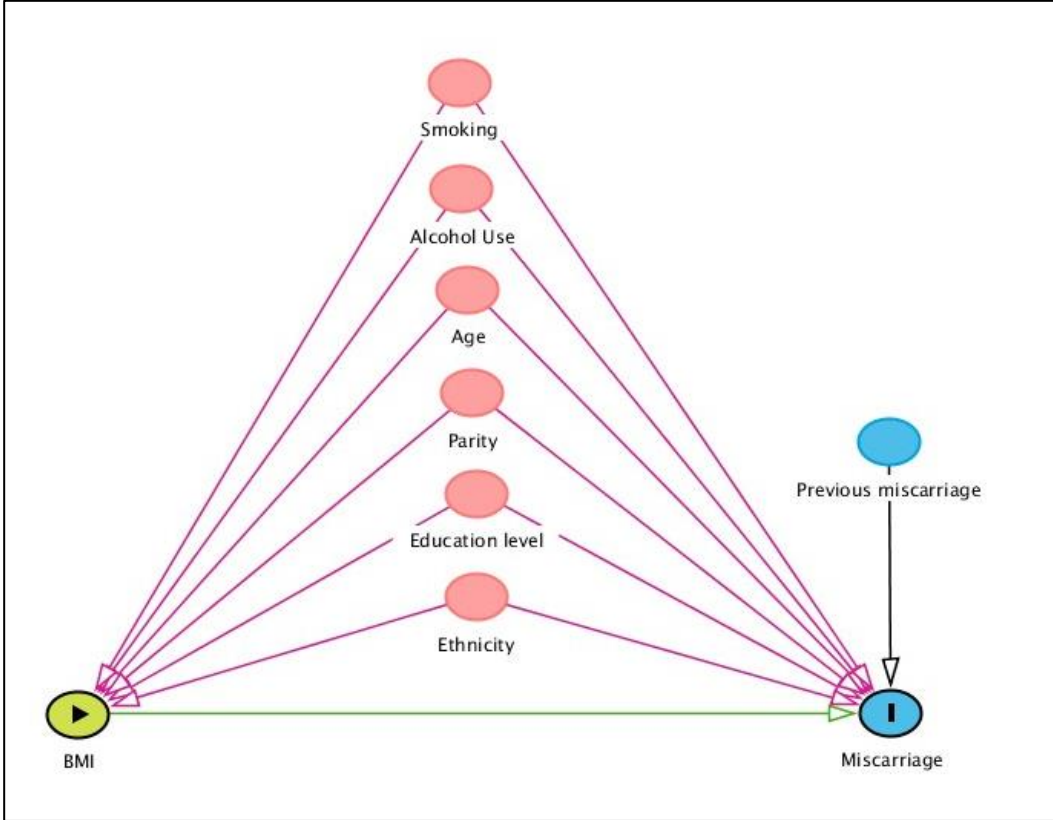 Smoking
Alcohol Use
Age
Parity
Previous miscarriage
Education level
Ethnicity
BMI
Miscarriage